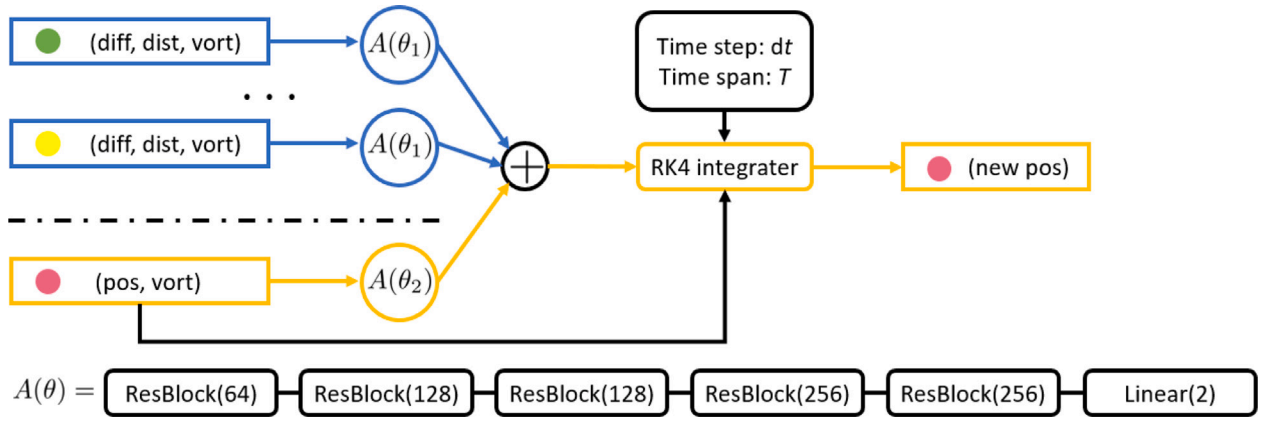 (diff, dist, vort)
A(θ₁)
Time step: dt
Time span: T
. . .
(diff, dist, vort)
A(θ₁)
+
RK4 integrater
(new pos)
(pos, vort)
A(θ₂)
A(θ) = ResBlock(64) ResBlock(128) ResBlock(128) ResBlock(256) ResBlock(256) Linear(2)